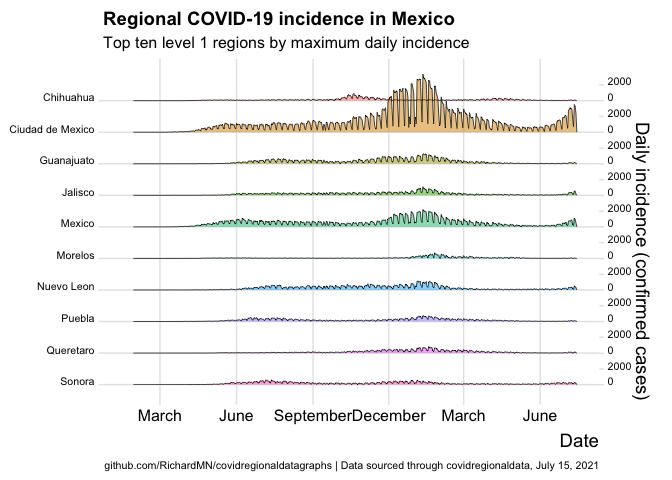 Regional COVID-19 incidence in Mexico
Top ten level 1 regions by maximum daily incidence
2000
Chihuahua 0
2000
Ciudad de Mexico 0
2000
Guanajuato 0
2000
Jalisco 0
2000
Mexico 0
2000
Morelos 0
2000
Nuevo Leon 0
2000
Puebla 0
2000
Queretaro 0
2000
Sonora 0
Daily incidence (confirmed cases)
March June September December March June
Date
github.com/RichardMN/covidregionaldatagraphs | Data sourced through covidregionaldata, July 15, 2021